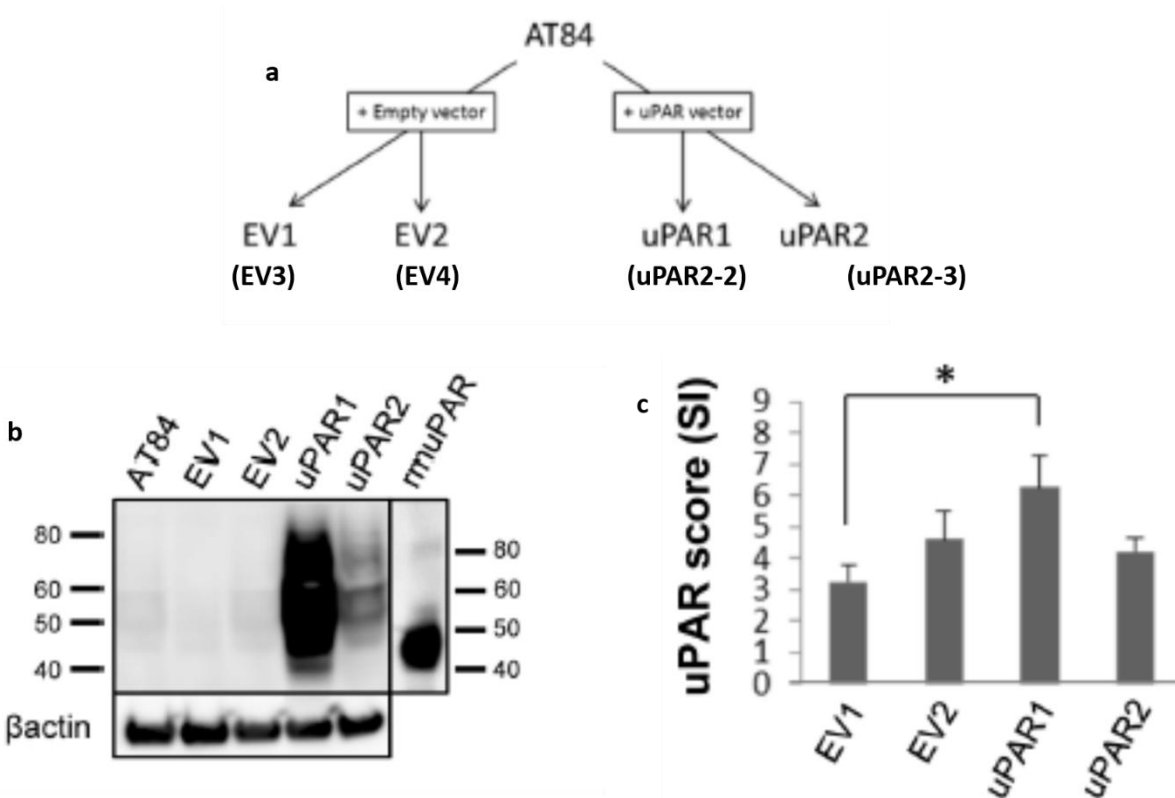 AT84
a
+ Empty vector
+ uPAR vector
EV1 EV2 uPAR1 uPAR2
(EV3) (EV4) (uPAR2-2) (uPAR2-3)
b
AT84 EV1 EV2 uPAR1 uPAR2 rmuPAR
80 80
60 60
50 50
40 40
βactin
c
uPAR score (SI)
*
9
8
7
6
5
4
3
2
1
0
EV1 EV2 uPAR1 uPAR2